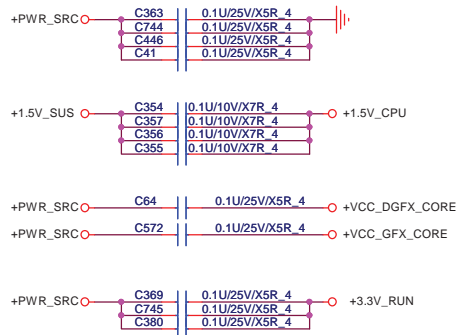 +PWR_SRC C363 0.1U/25V/X5R_4
C744 0.1U/25V/X5R_4
C446 0.1U/25V/X5R_4
C41 0.1U/25V/X5R_4
+1.5V_SUS C354 0.1U/10V/X7R_4 +1.5V_CPU
C357 0.1U/10V/X7R_4
C356 0.1U/10V/X7R_4
C355 0.1U/10V/X7R_4
+PWR_SRC C64 0.1U/25V/X5R_4 +VCC_DGFX_CORE
+PWR_SRC C572 0.1U/25V/X5R_4 +VCC_GFX_CORE
+PWR_SRC C369 0.1U/25V/X5R_4 +3.3V_RUN
C745 0.1U/25V/X5R_4
C380 0.1U/25V/X5R_4